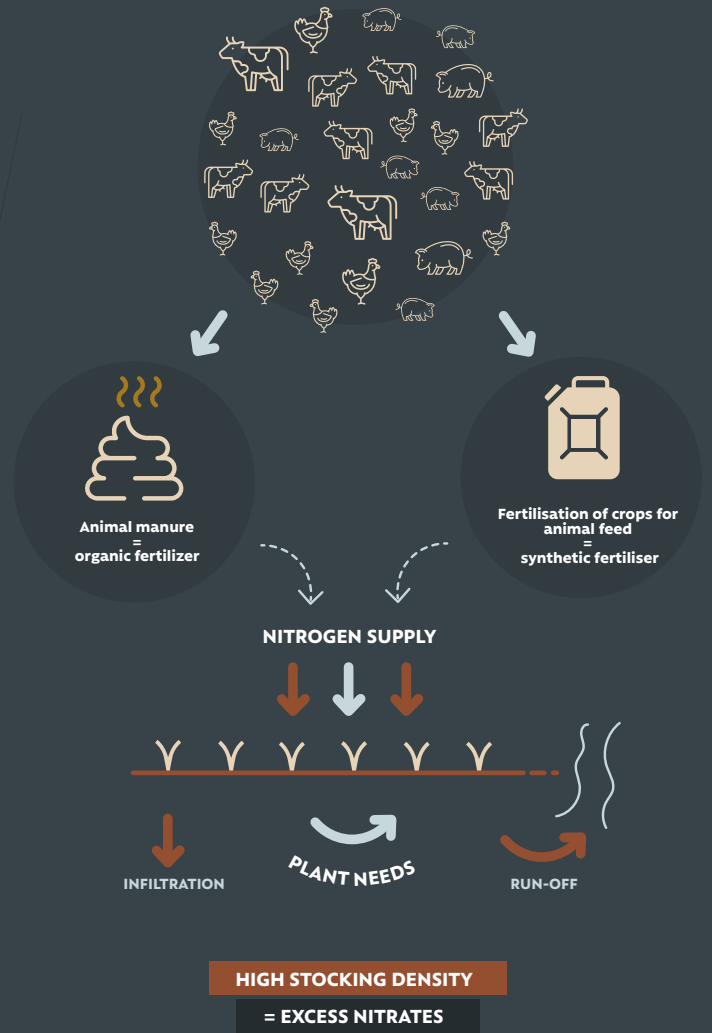 Animal manure
=
organic fertilizer
Fertilisation of crops for
animal feed
=
synthetic fertiliser
NITROGEN SUPPLY
INFILTRATION
PLANT NEEDS
RUN-OFF
HIGH STOCKING DENSITY
= EXCESS NITRATES